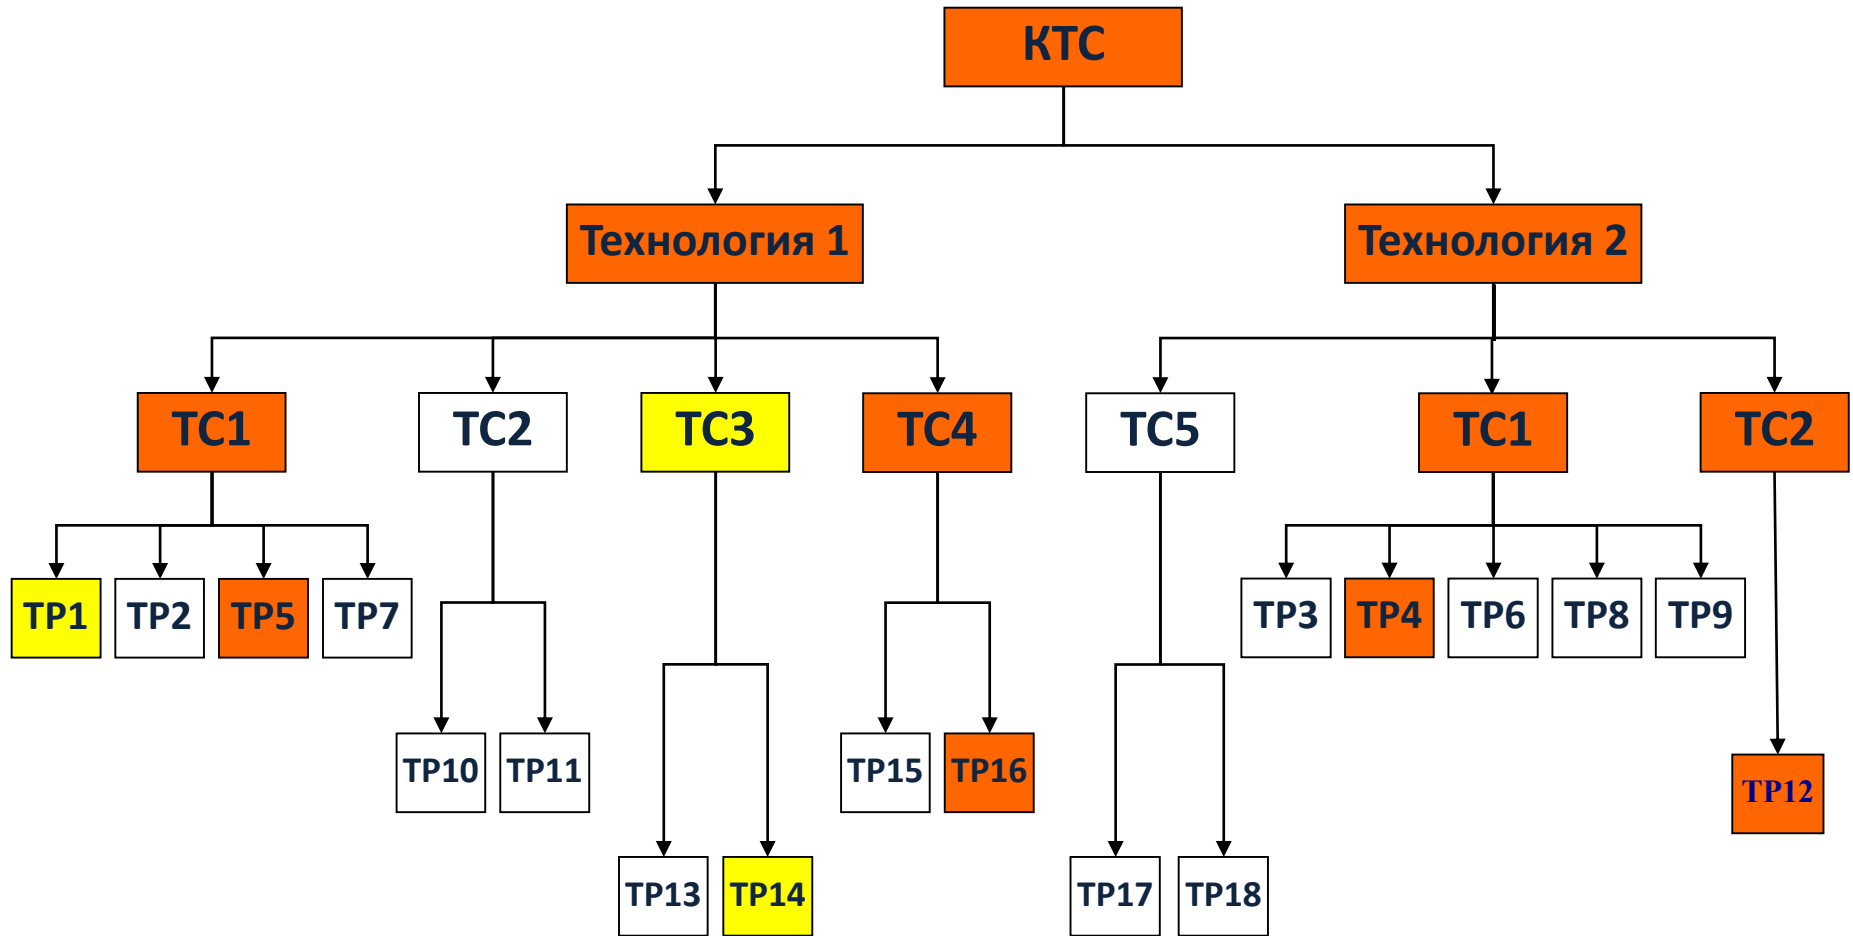 КТС
Технология 1
Технология 2
ТС1
ТС2
ТС3
ТС4
ТС5
ТС1
ТС2
ТР1
ТР2
ТР5
ТР7
ТР3
ТР4
ТР6
ТР8
ТР9
ТР10
ТР11
ТР15
ТР16
ТР12
ТР13
ТР14
ТР17
ТР18